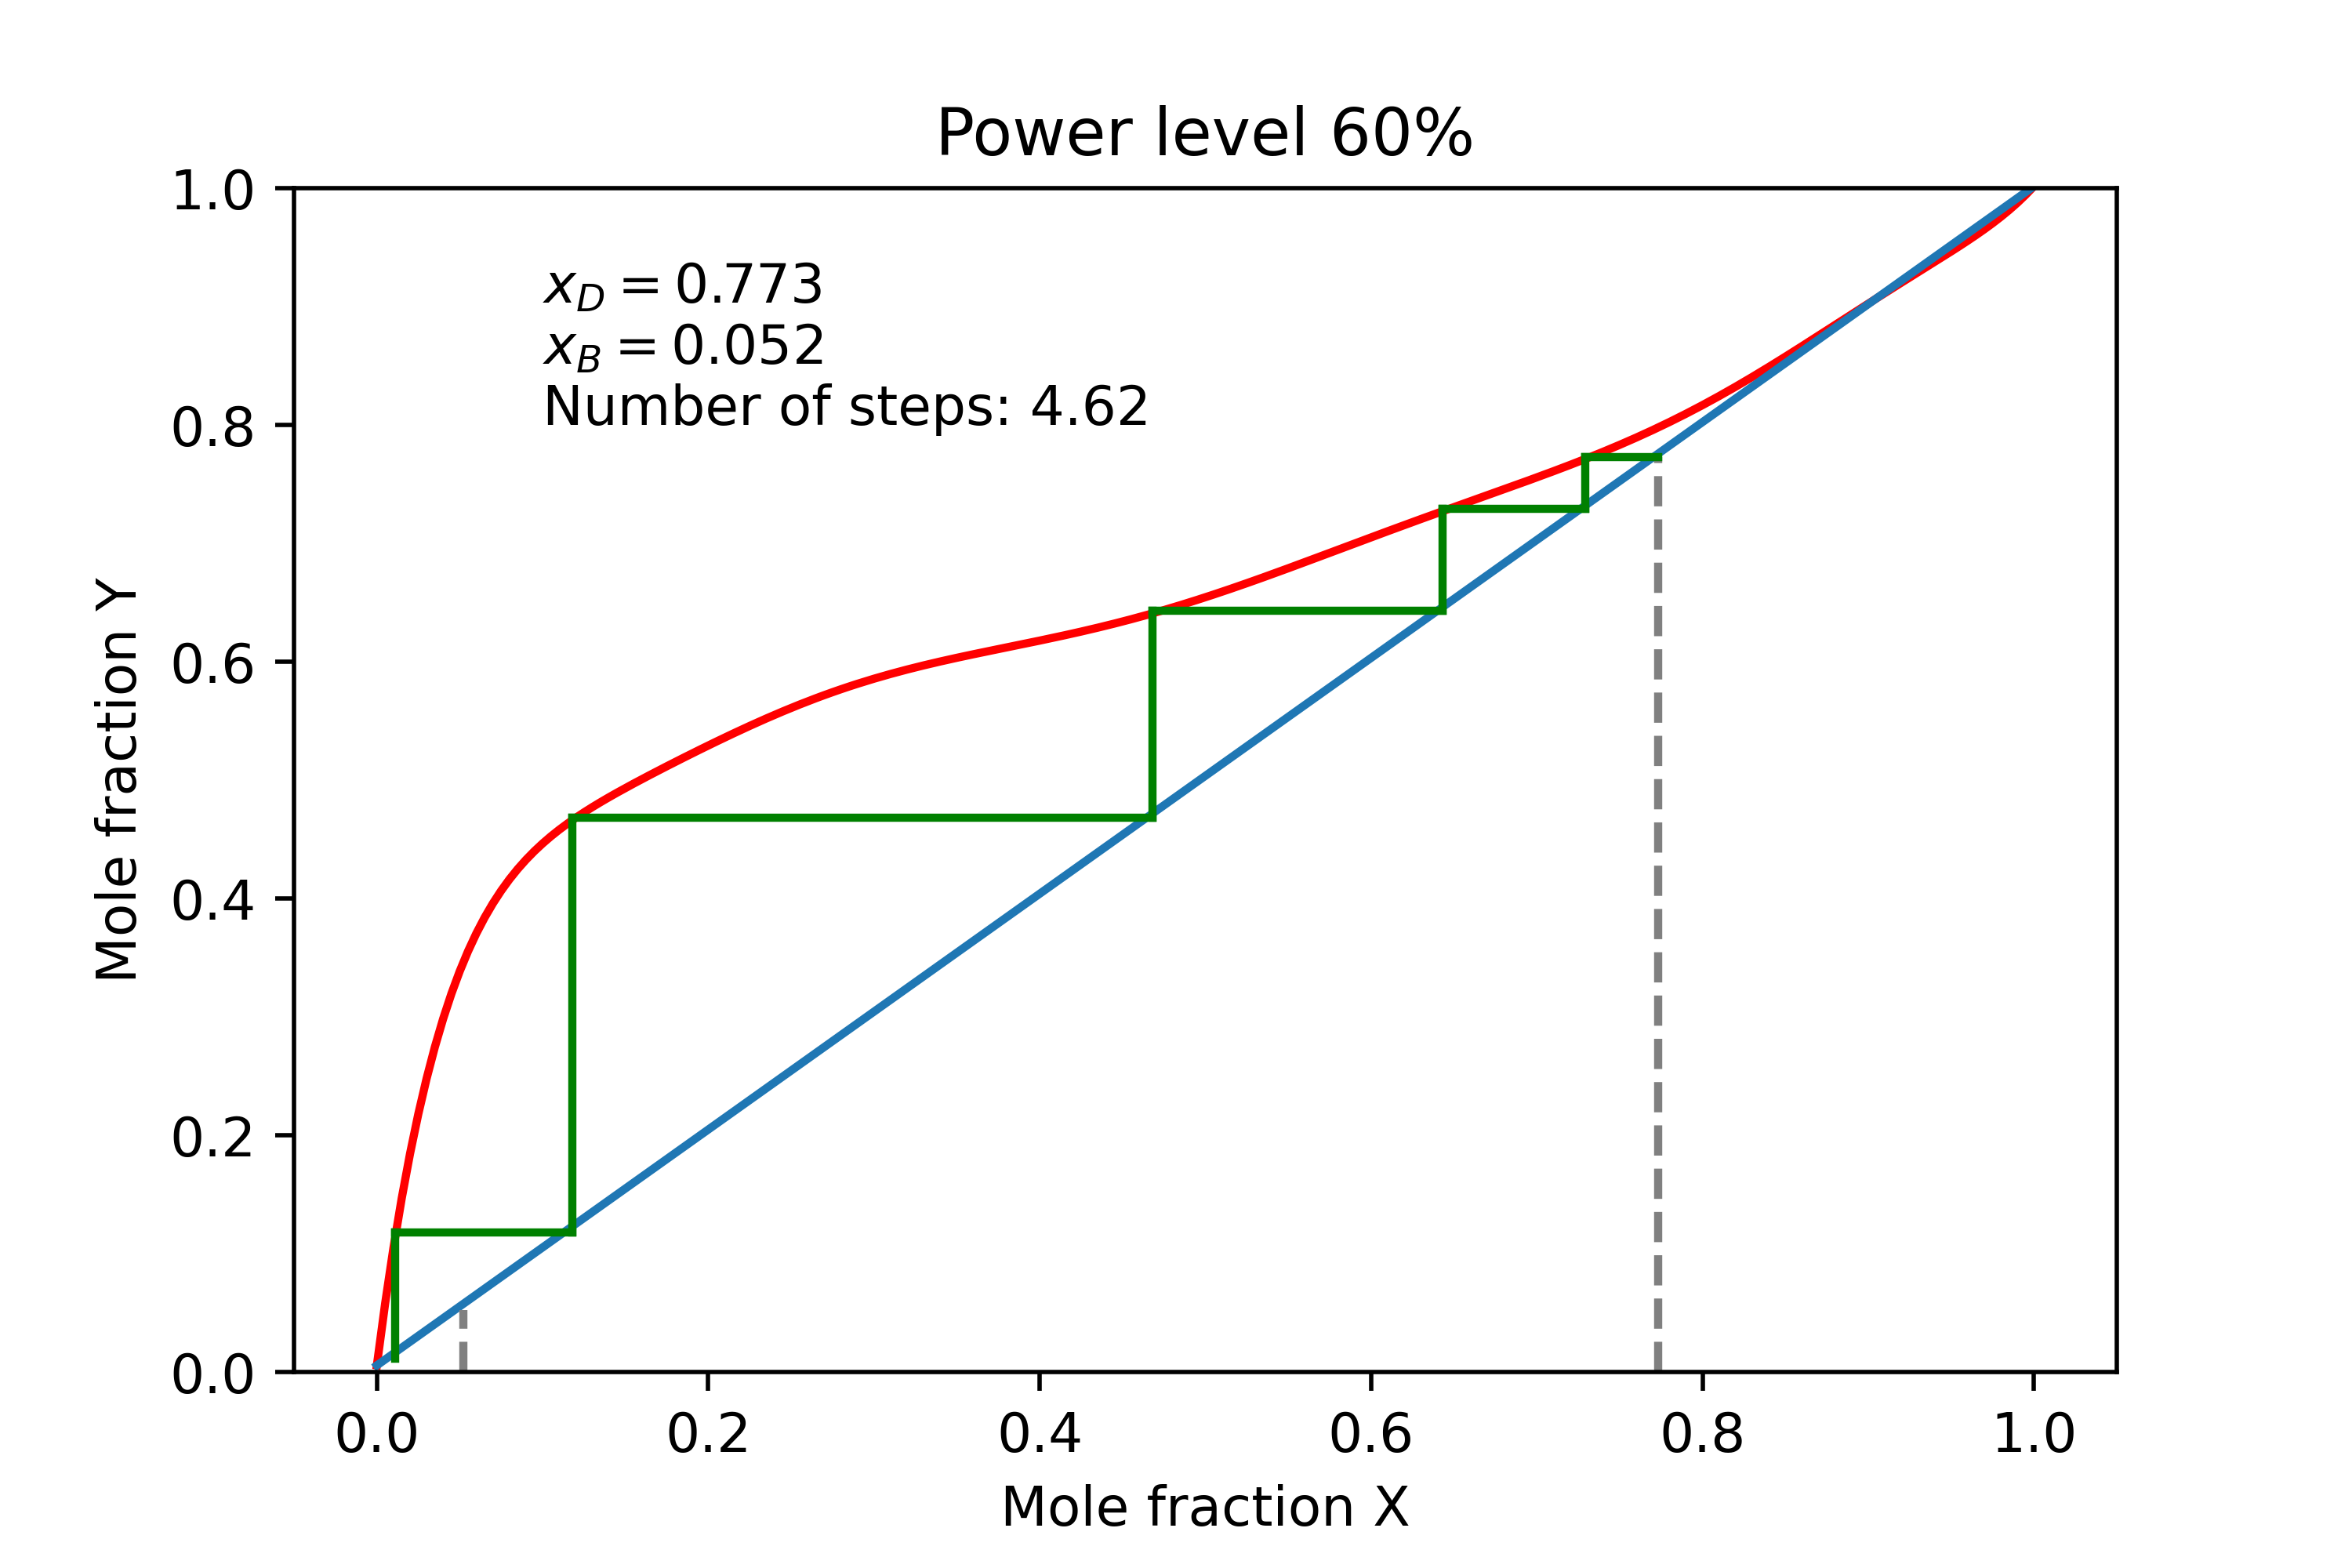 Power level 60%
1.0
x_D = 0.773
x_B = 0.052
Number of steps: 4.62
0.8
0.6
0.4
0.2
0.0
Mole fraction Y
0.0 0.2 0.4 0.6 0.8 1.0
Mole fraction X